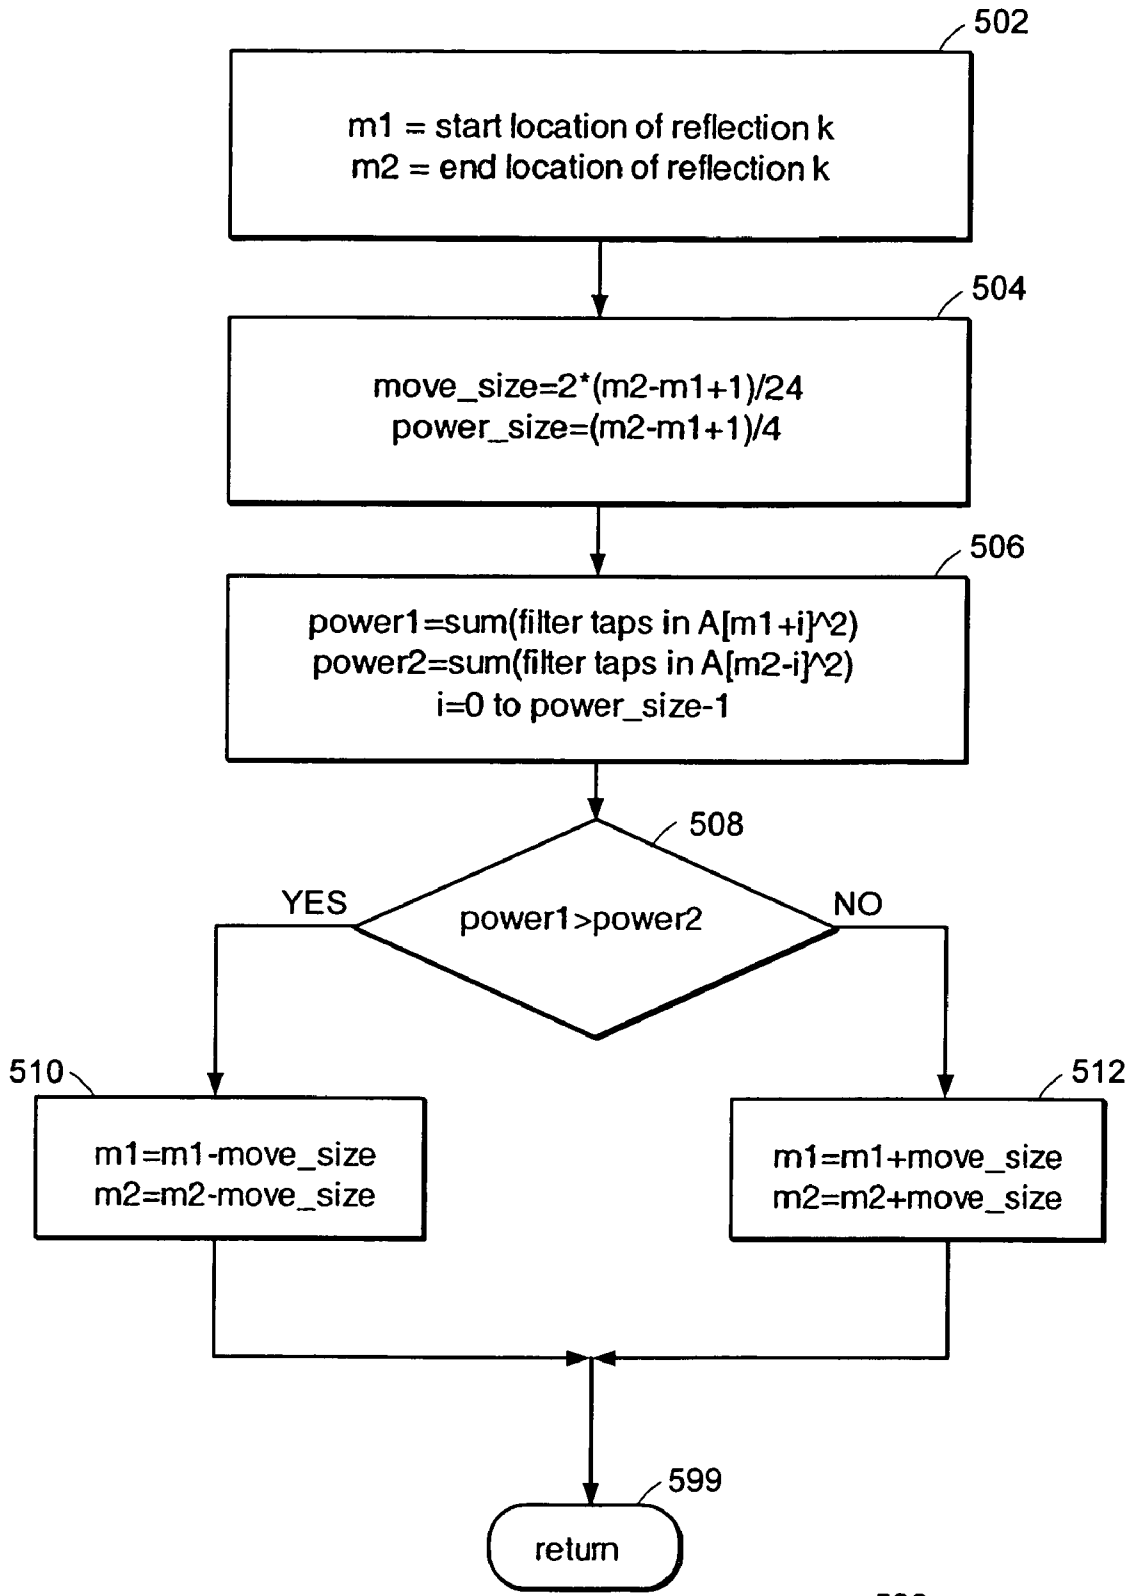 502
m1 = start location of reflection k
m2 = end location of reflection k
504
move_size=2*(m2-m1+1)/24
power_size=(m2-m1+1)/4
506
power1=sum(filter taps in A[m1+i]^2)
power2=sum(filter taps in A[m2-i]^2)
i=0 to power_size-1
508
YES
power1>power2
NO
510
m1=m1-move_size
m2=m2-move_size
512
m1=m1+move_size
m2=m2+move_size
599
return